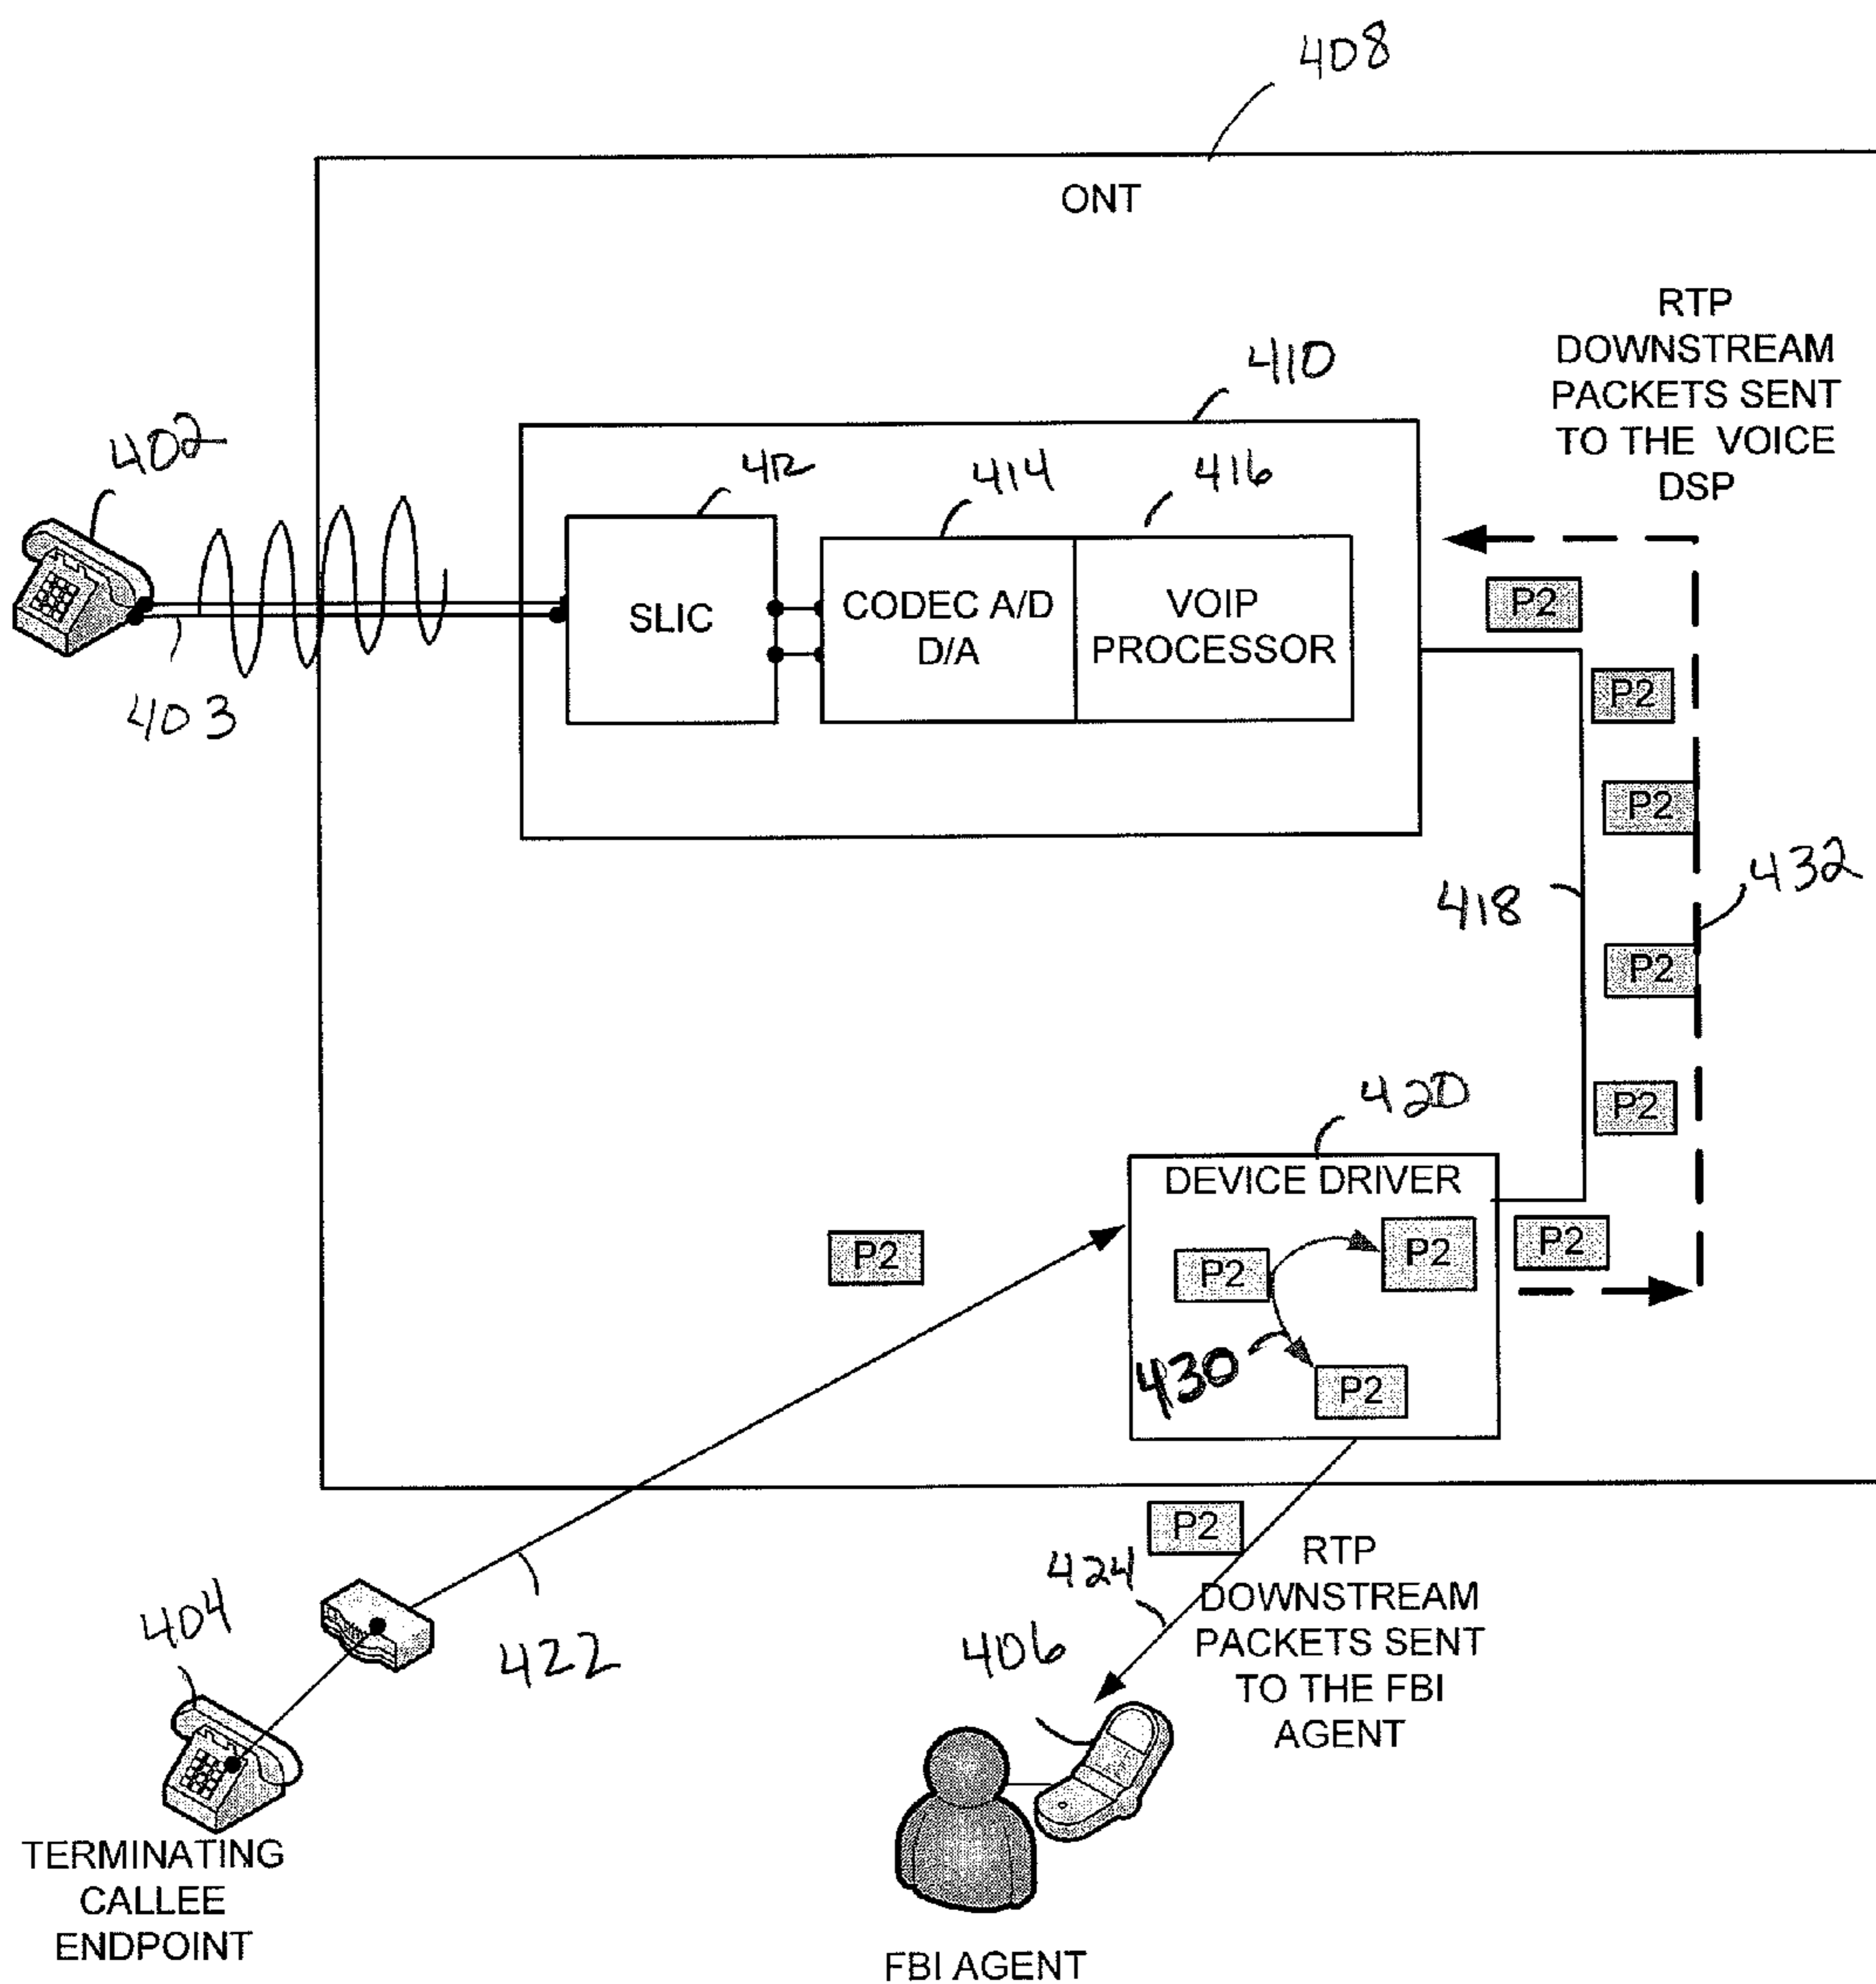 408
ONT
RTP
DOWNSTREAM
PACKETS SENT
TO THE VOICE
DSP
410
402
412
414
416
SLIC
CODEC A/D
D/A
VOIP
PROCESSOR
P2
403
P2
P2
418
432
P2
P2
420
DEVICE DRIVER
P2
P2
P2
P2
430
P2
P2
424
RTP
DOWNSTREAM
PACKETS SENT
TO THE FBI
AGENT
404
422
406
TERMINATING
CALLEE
ENDPOINT
FBI AGENT